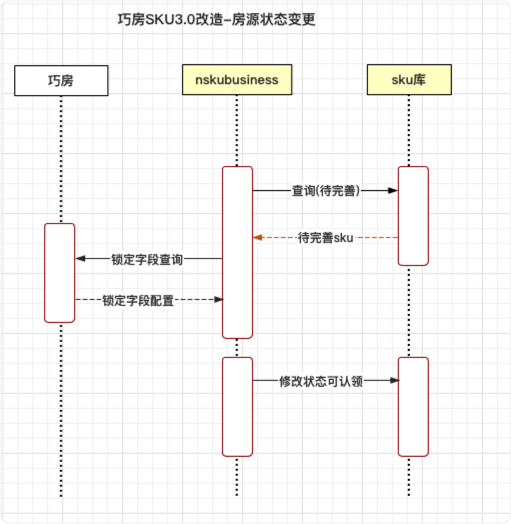 巧房SKU3.0改造-房源状态变更
巧房
nskubusiness
sku库
查询(待完善)
待完善sku
锁定字段查询
锁定字段配置
修改状态可认领